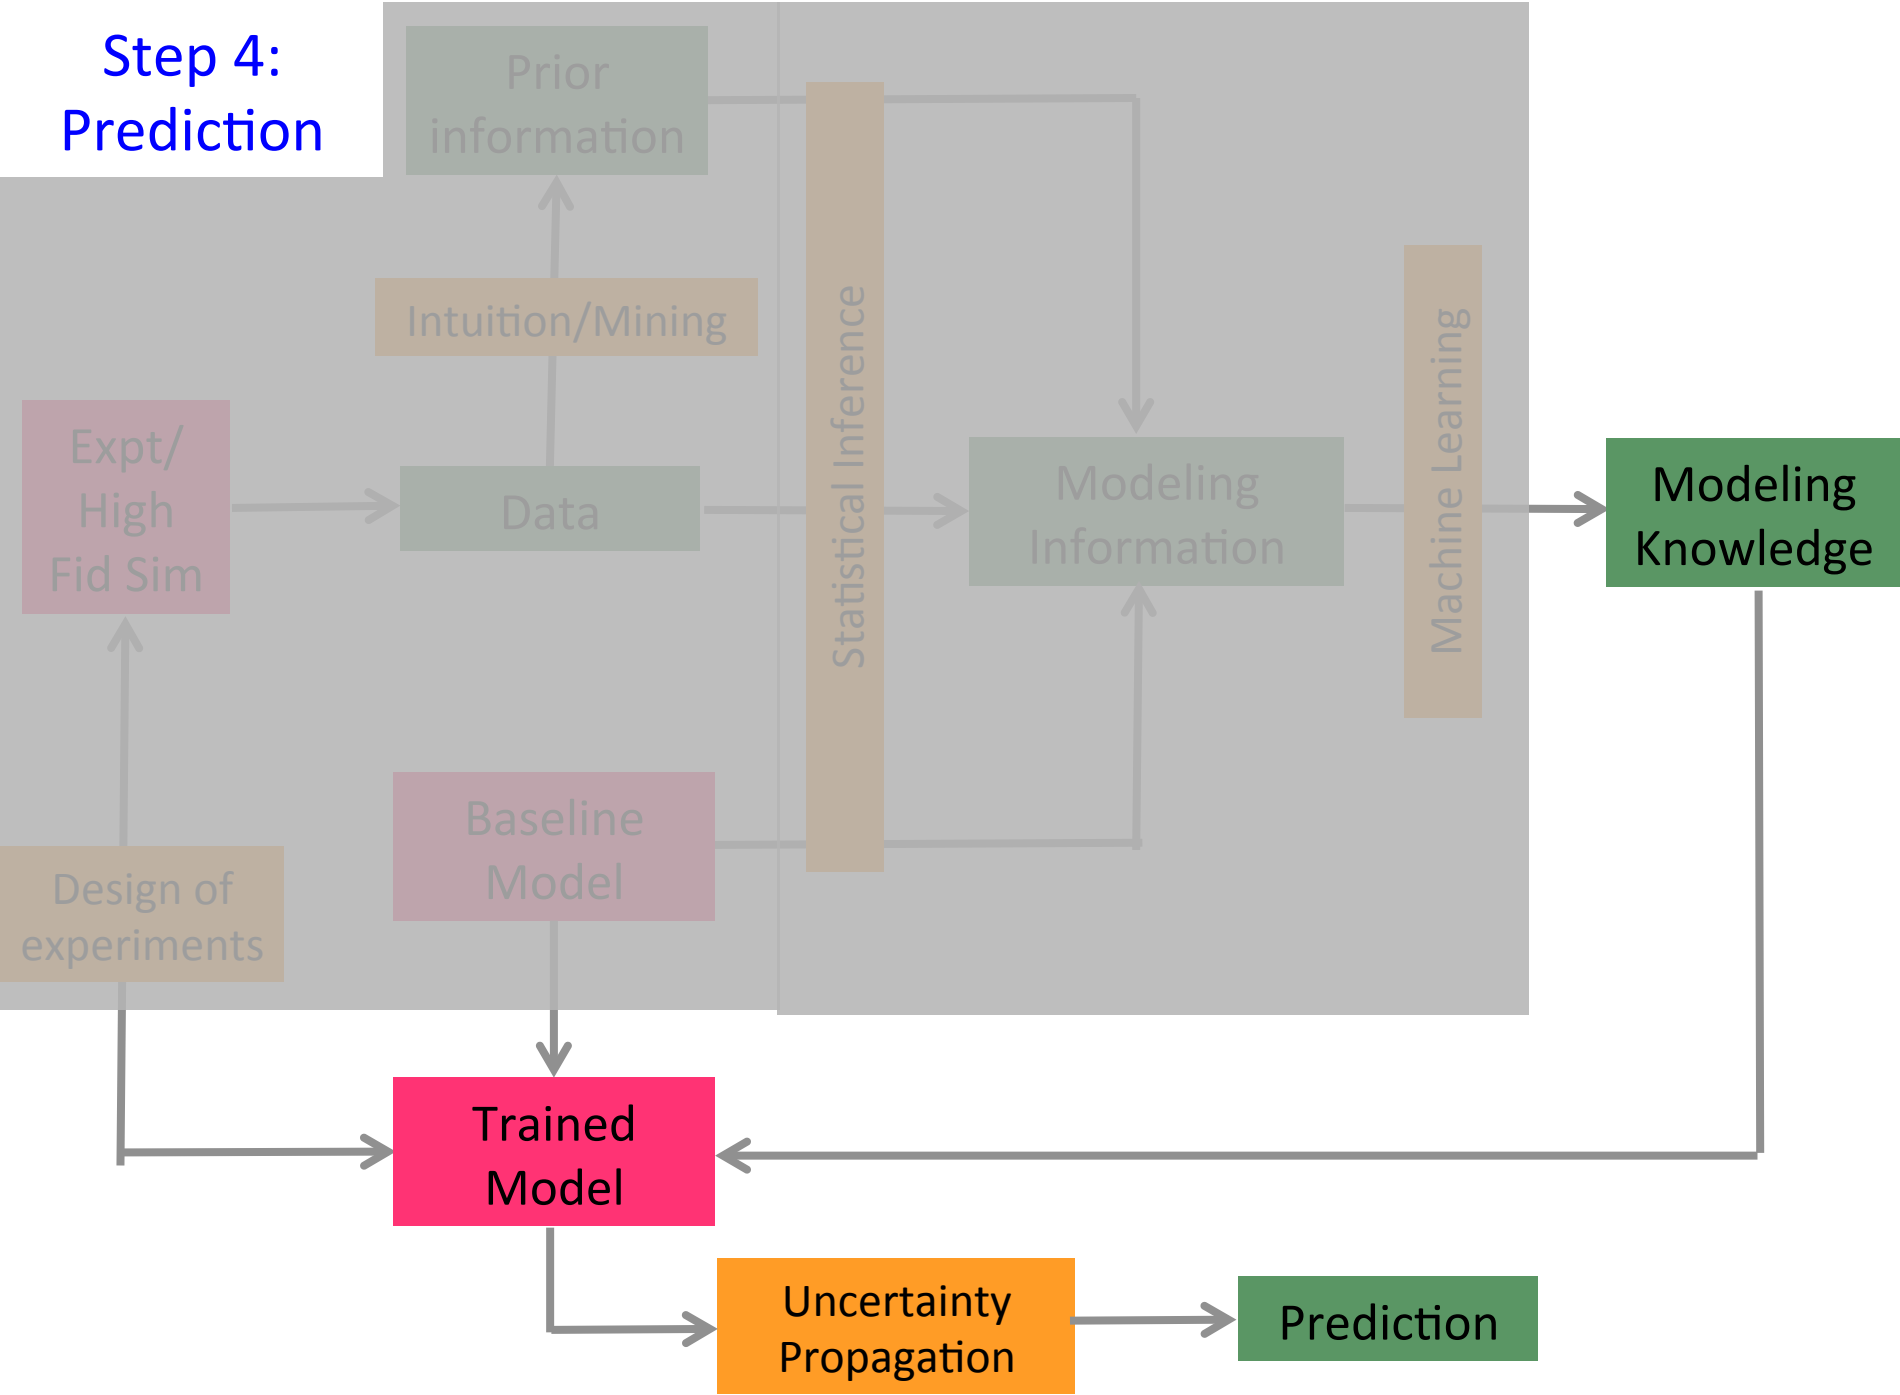 Step 4:
Prediction
Prior
information
Intuition/Mining
Expt/
High
Fid Sim
Data
Statistical Inference
Modeling
Information
Machine Learning
Modeling
Knowledge
Baseline
Model
Design of
experiments
Trained
Model
Uncertainty
Propagation
Prediction